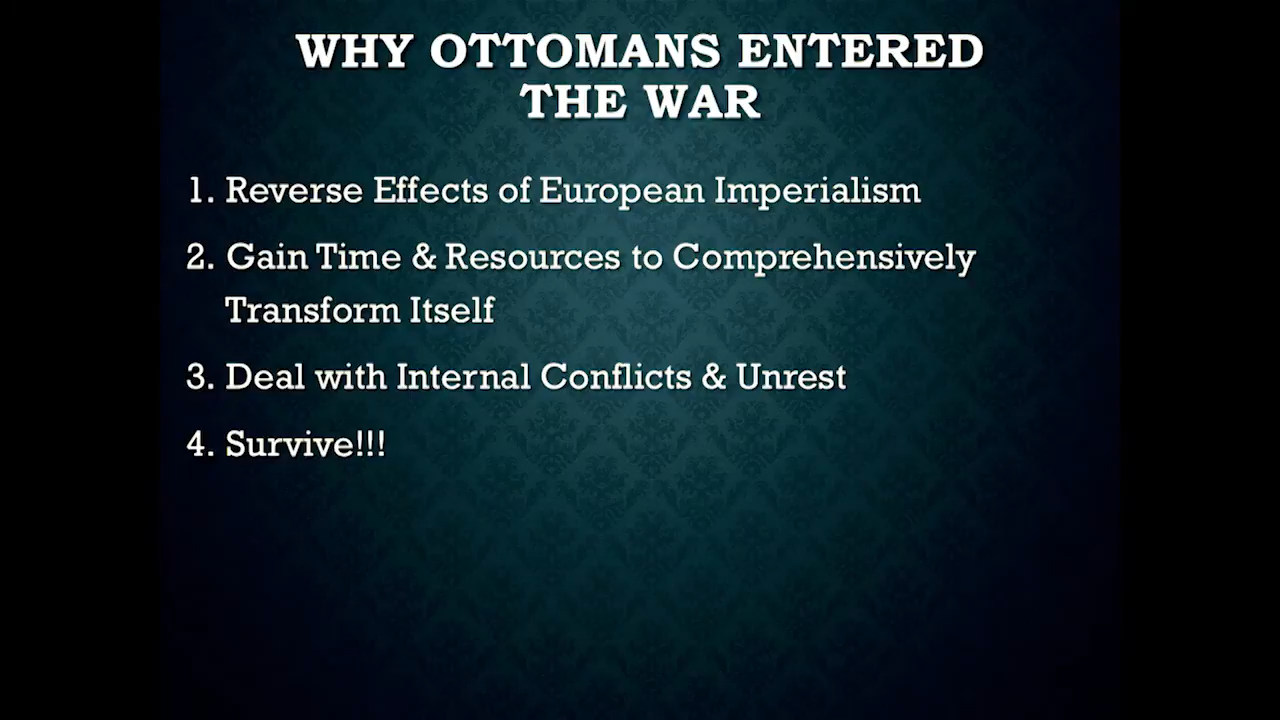 WHY OTTOMANS ENTERED
THE WAR
1. Reverse Effects of European Imperialism
2. Gain Time & Resources to Comprehensively
Transform Itself
3. Deal with Internal Conflicts & Unrest
4. Survive!!!